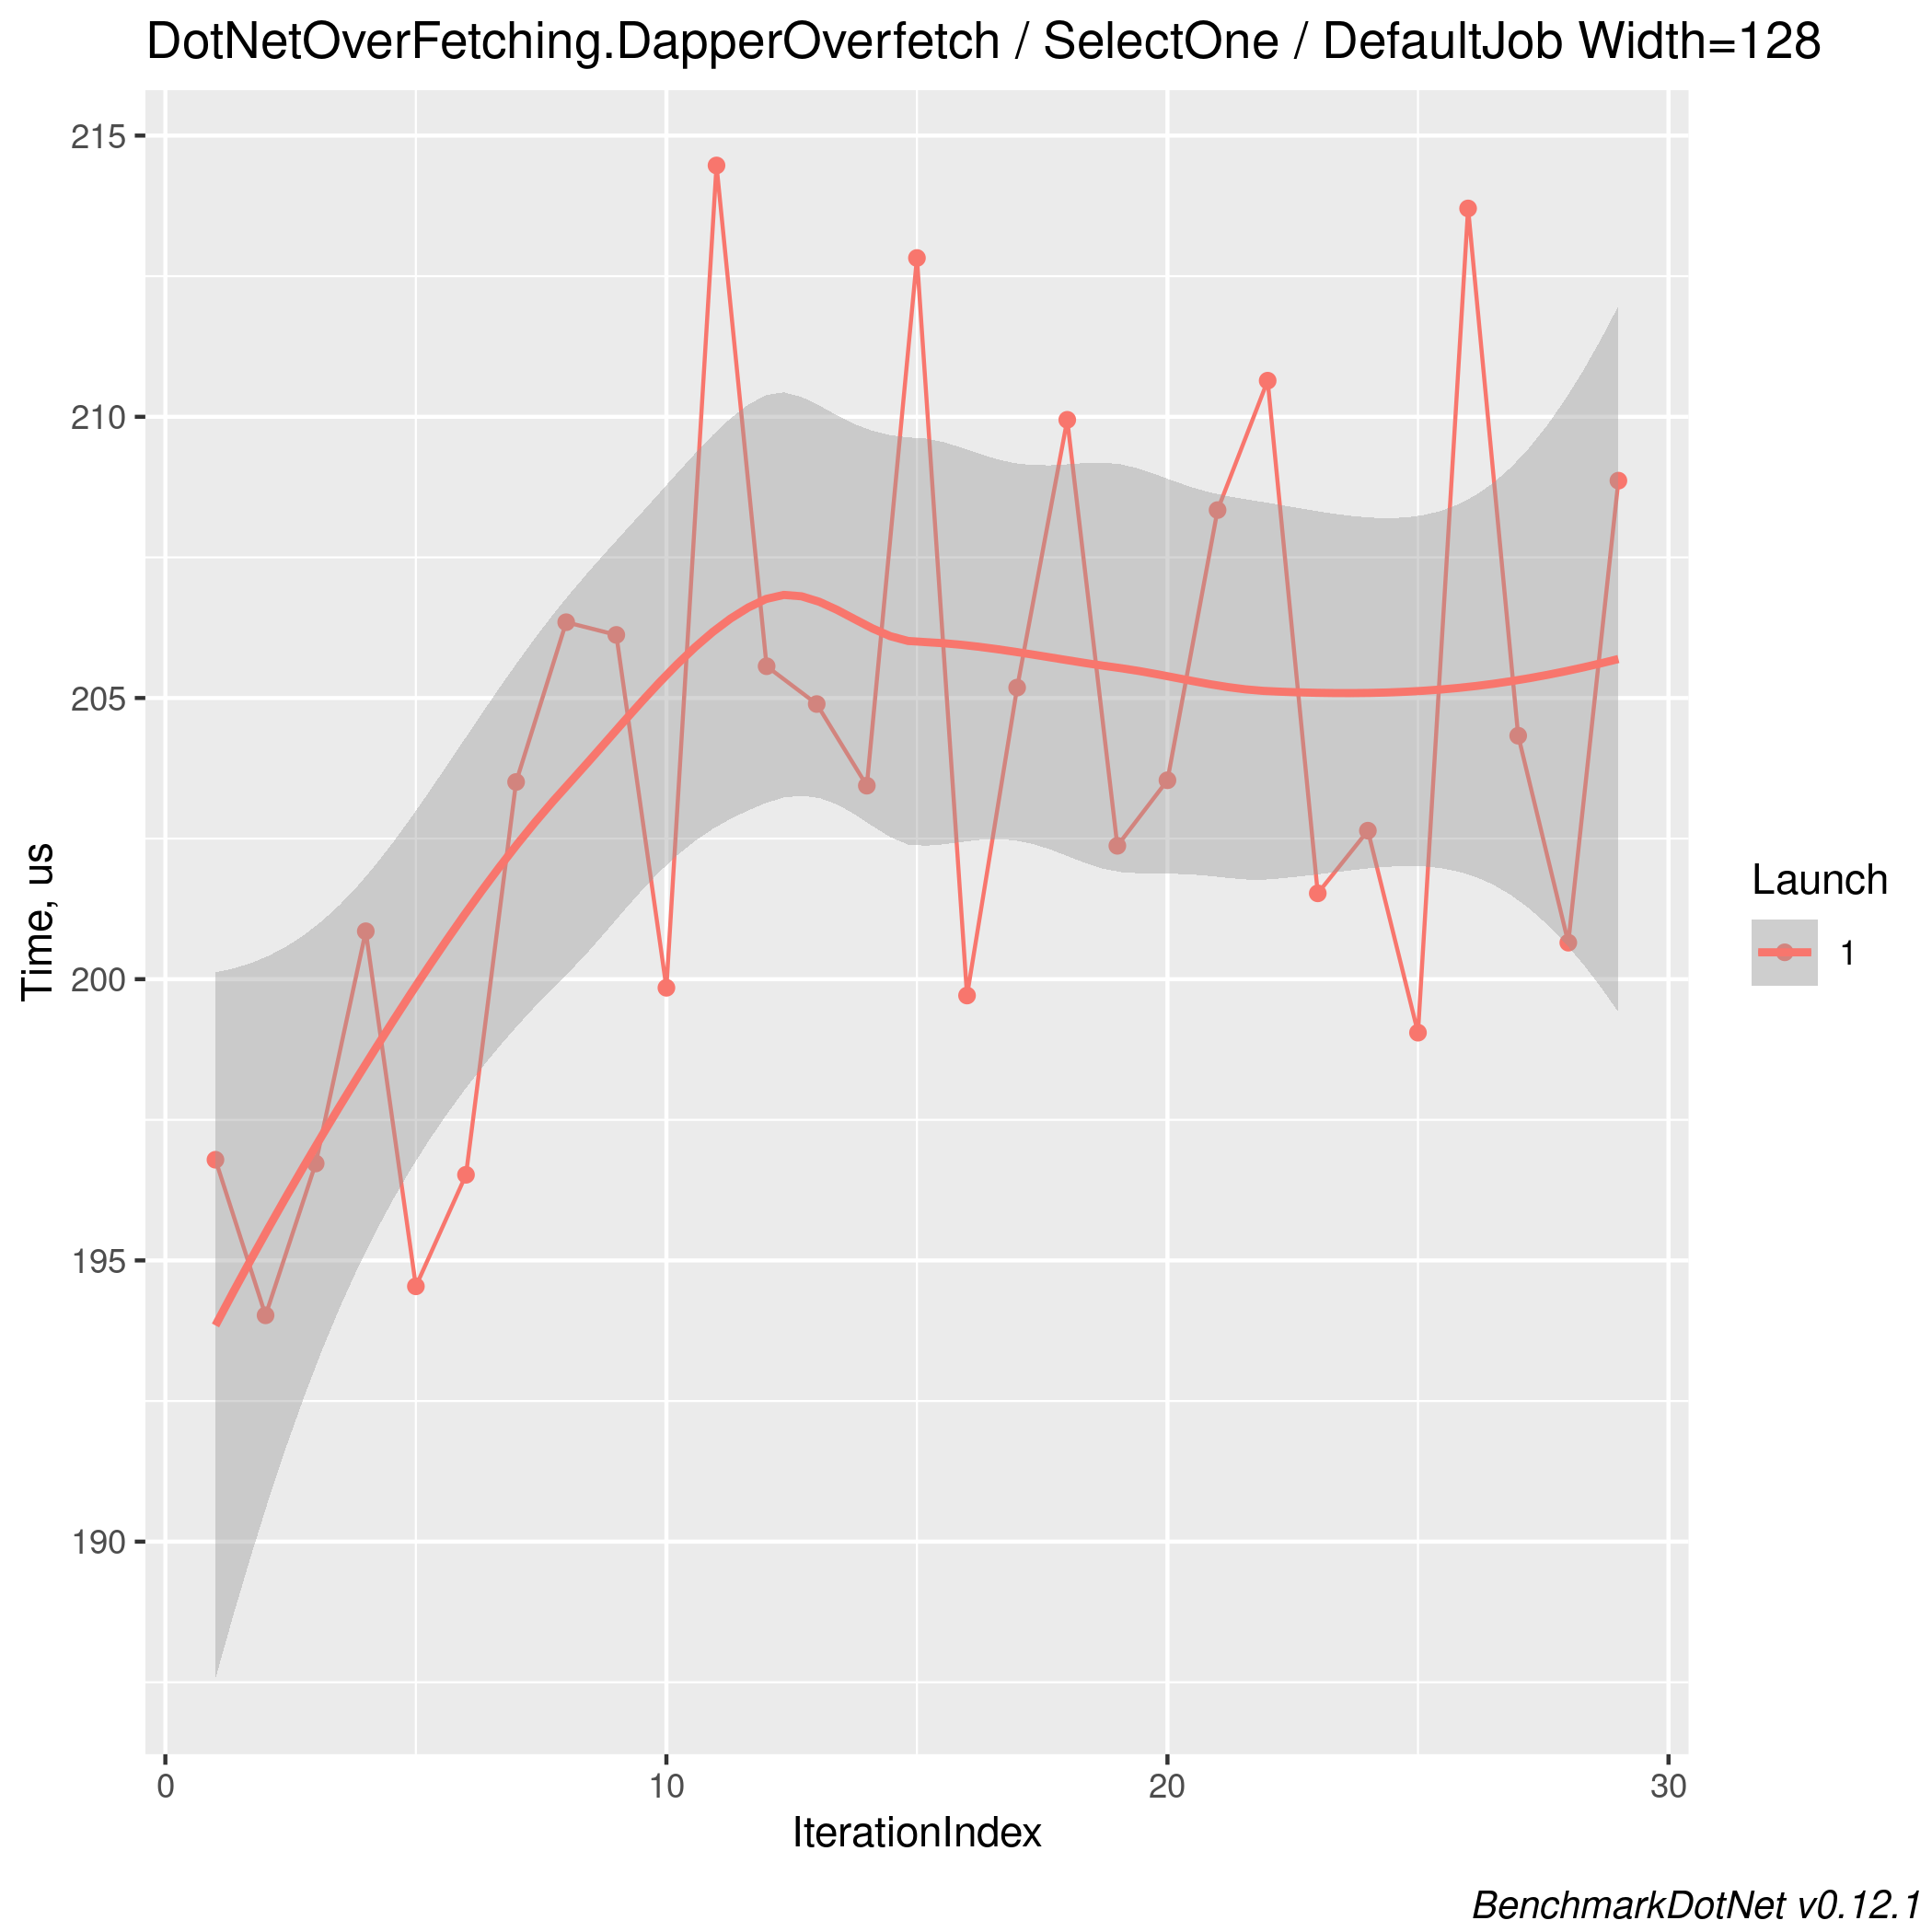 DotNetOverFetching.DapperOverfetch / SelectOne / DefaultJob Width=128
215
210
205
200
195
190
Time, us
0 10 20 30
IterationIndex
Launch
1
BenchmarkDotNet v0.12.1